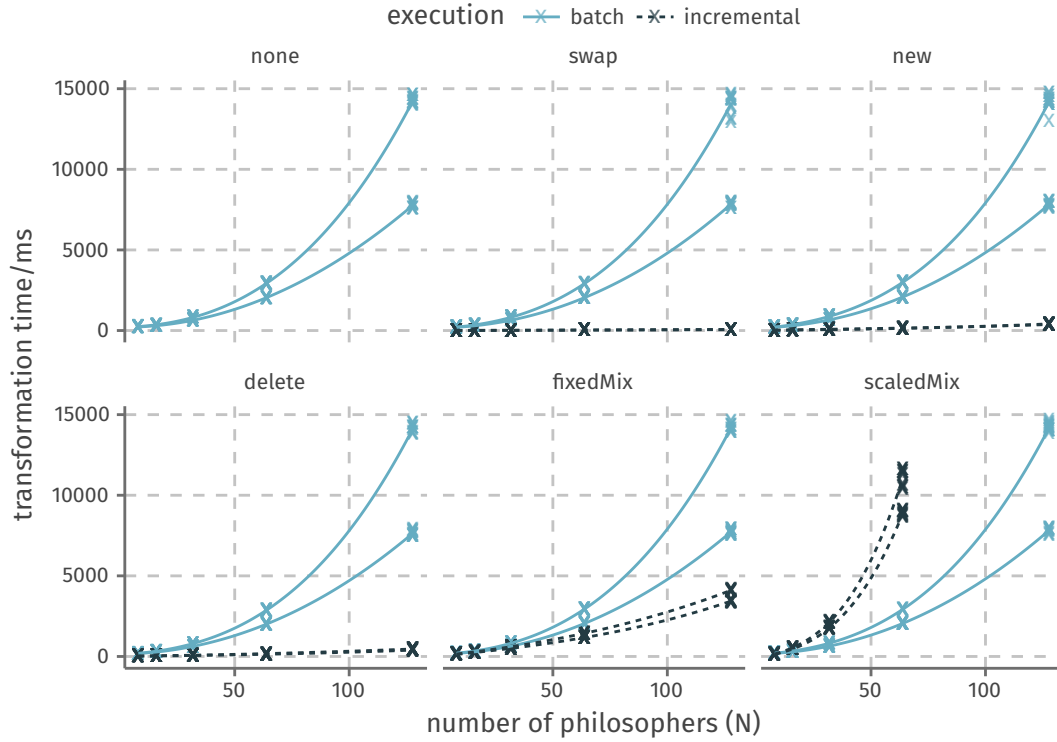 execution batch incremental
none swap new
15000
10000
5000
0
delete fixedMix scaledMix
15000
10000
5000
0
50 100 50 100 50 100
number of philosophers (N)
transformation time/ms